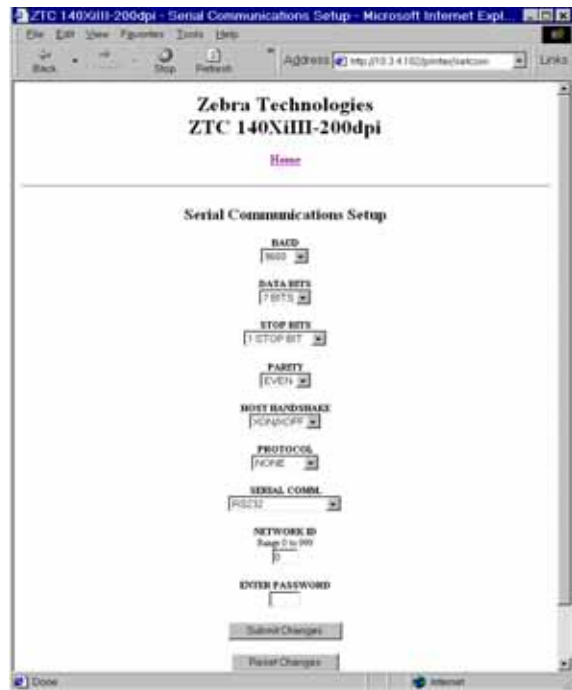 ZTC 140XiIII-200dpi - Serial Communications Setup - Microsoft Internet Expl...
File Edit View Favorites Tools Help
Back Stop Refresh Address Links
Zebra Technologies
ZTC 140XiIII-200dpi
Home
Serial Communications Setup
BAUD
9600
DATA BITS
7 BITS
STOP BITS
1 STOP BIT
PARITY
EVEN
HOST HANDSHAKE
XON/XOFF
PROTOCOL
NONE
SERIAL COMM.
RS232
NETWORK ID
Range 0 to 999
0
ENTER PASSWORD
Submit Changes
Reset Changes
Done Internet